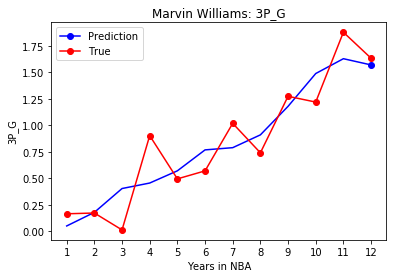 Marvin Williams: 3P_G
Prediction
True
3P_G
1.75
1.50
1.25
1.00
0.75
0.50
0.25
0.00
1 2 3 4 5 6 7 8 9 10 11 12
Years in NBA